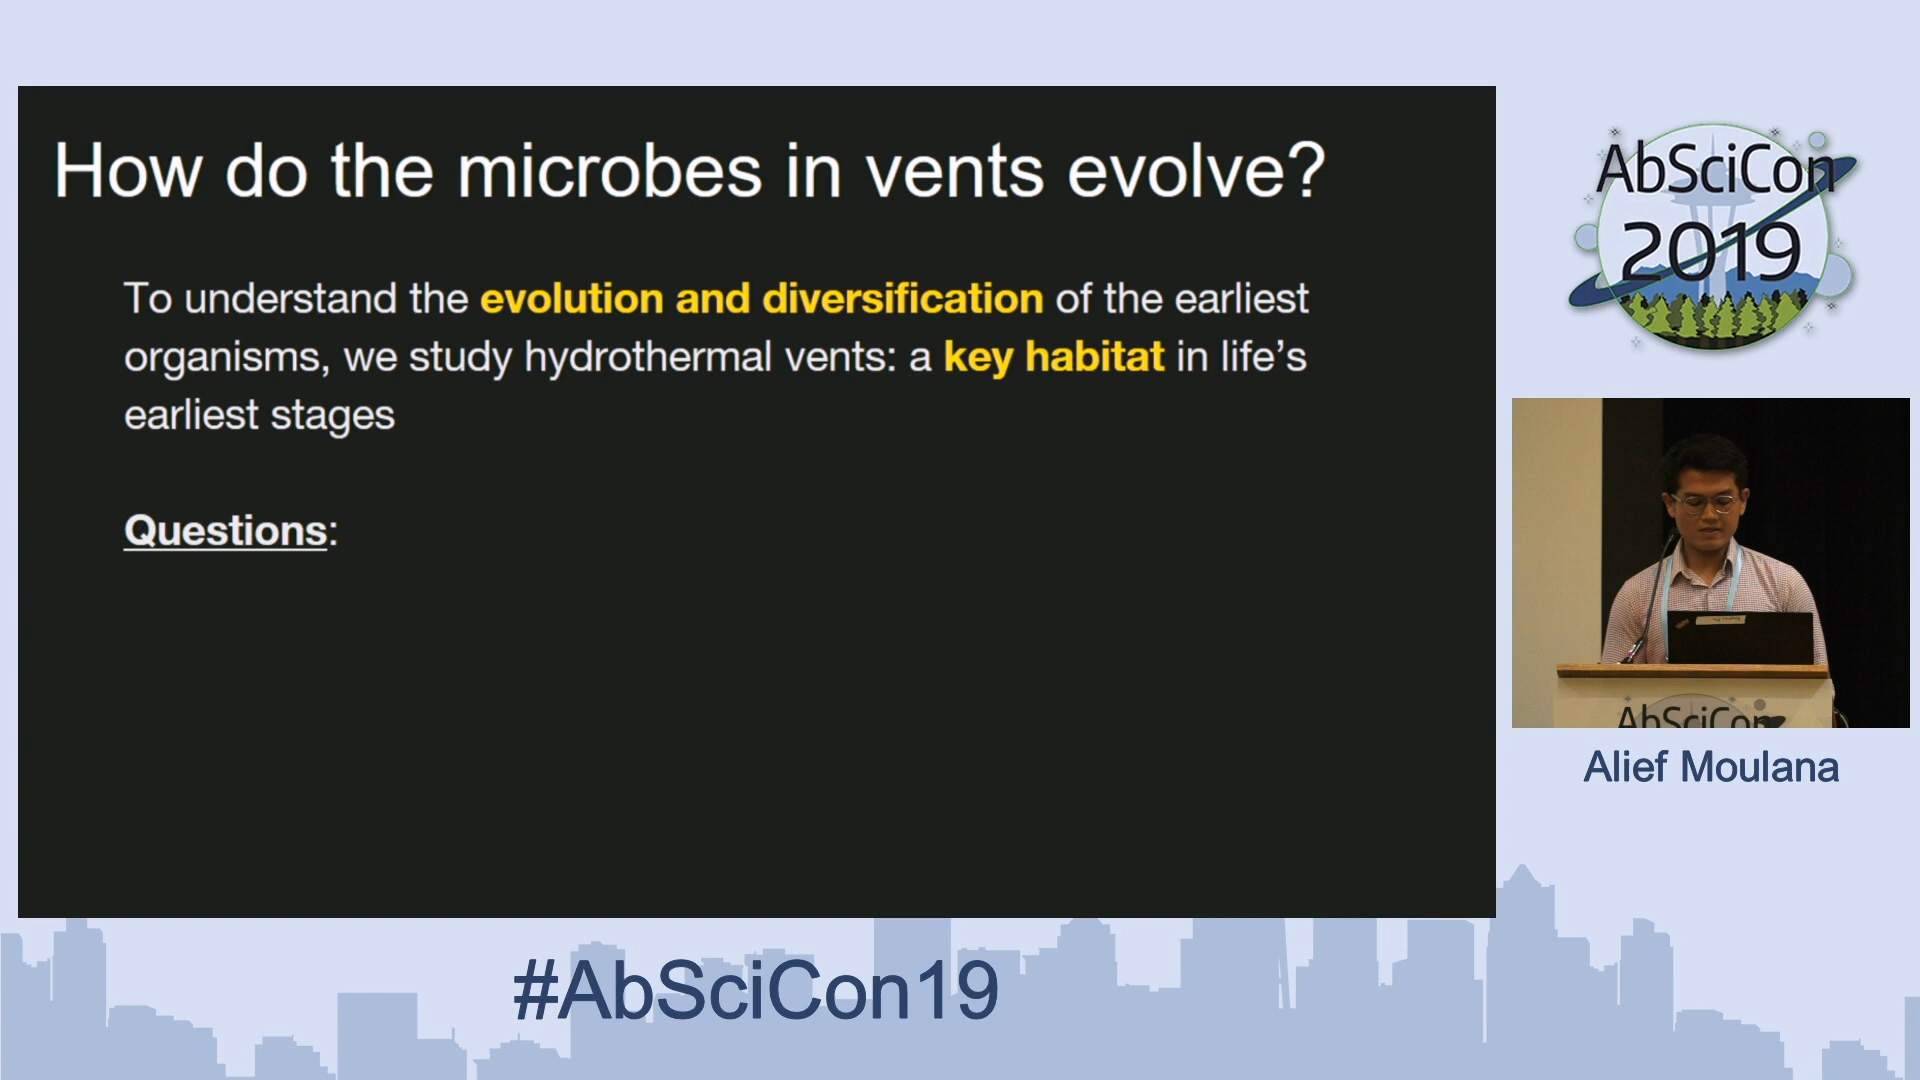 How do the microbes in vents evolve?
To understand the evolution and diversification of the earliest
organisms, we study hydrothermal vents: a key habitat in life’s
earliest stages
Questions:
AbSciCon
2019
AbSciCon
Alief Moulana
#AbSciCon19